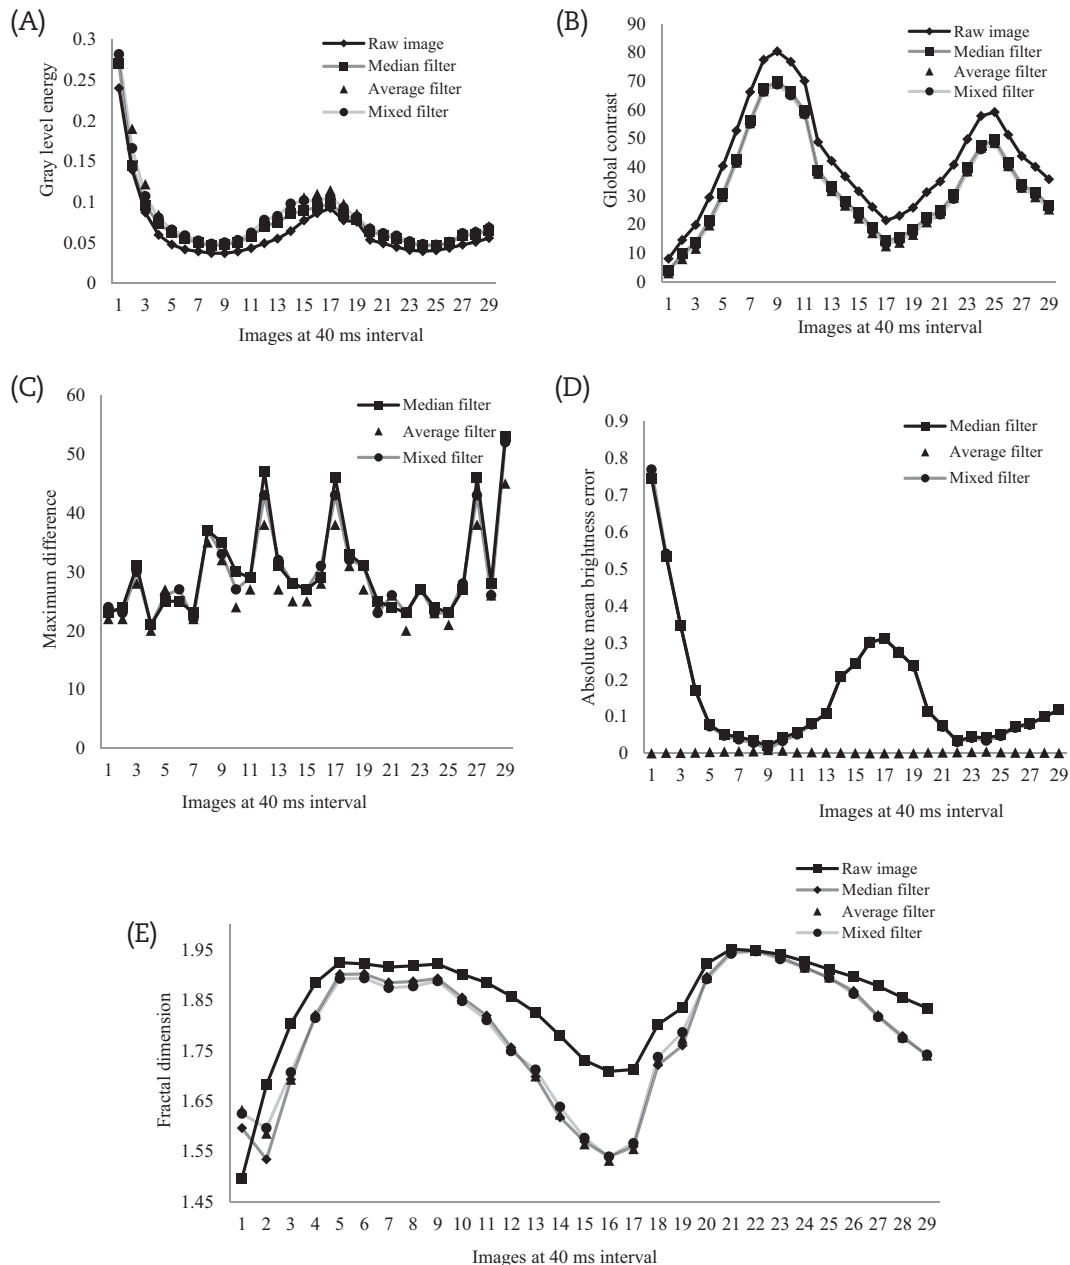 (A)
0.3
0.25
0.2
0.15
0.1
0.05
0
Gray level energy
Raw image
Median filter
Average filter
Mixed filter
1 3 5 7 9 11 13 15 17 19 21 23 25 27 29
Images at 40 ms interval
(B)
90
80
70
60
50
40
30
20
10
0
Global contrast
Raw image
Median filter
Average filter
Mixed filter
1 3 5 7 9 11 13 15 17 19 21 23 25 27 29
Images at 40 ms interval
(C)
60
50
40
30
20
10
0
Maximum difference
Median filter
Average filter
Mixed filter
1 3 5 7 9 11 13 15 17 19 21 23 25 27 29
Images at 40 ms interval
(D)
0.9
0.8
0.7
0.6
0.5
0.4
0.3
0.2
0.1
0
Absolute mean brightness error
Median filter
Average filter
Mixed filter
1 3 5 7 9 11 13 15 17 19 21 23 25 27 29
Images at 40 ms interval
(E)
1.95
1.85
1.75
1.65
1.55
1.45
Fractal dimension
Raw image
Median filter
Average filter
Mixed filter
1 2 3 4 5 6 7 8 9 10 11 12 13 14 15 16 17 18 19 20 21 22 23 24 25 26 27 28 29
Images at 40 ms interval